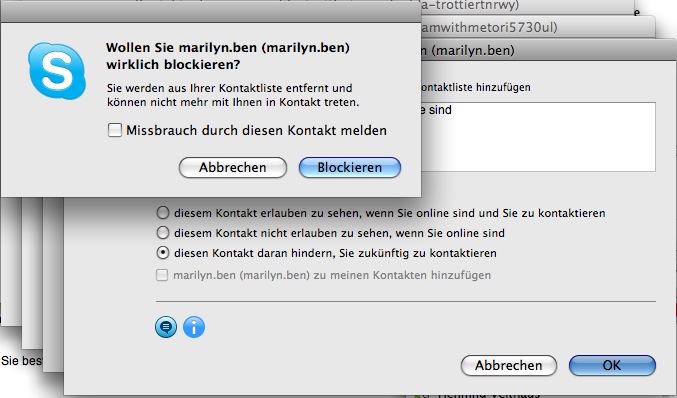 la-trottiertnrwy)
amwithmetori5730ul)
n (marilyn.ben)
Wollen Sie marilyn.ben (marilyn.ben)
wirklich blockieren?
Sie werden aus Ihrer Kontaktliste entfernt und
können nicht mehr mit Ihnen in Kontakt treten.
Missbrauch durch diesen Kontakt melden
Abbrechen
Blockieren
ontaktliste hinzufügen
e sind
diesem Kontakt erlauben zu sehen, wenn Sie online sind und Sie zu kontaktieren
diesem Kontakt nicht erlauben zu sehen, wenn Sie online sind
diesen Kontakt daran hindern, Sie zukünftig zu kontaktieren
marilyn.ben (marilyn.ben) zu meinen Kontakten hinzufügen
Sie bes
Abbrechen
OK